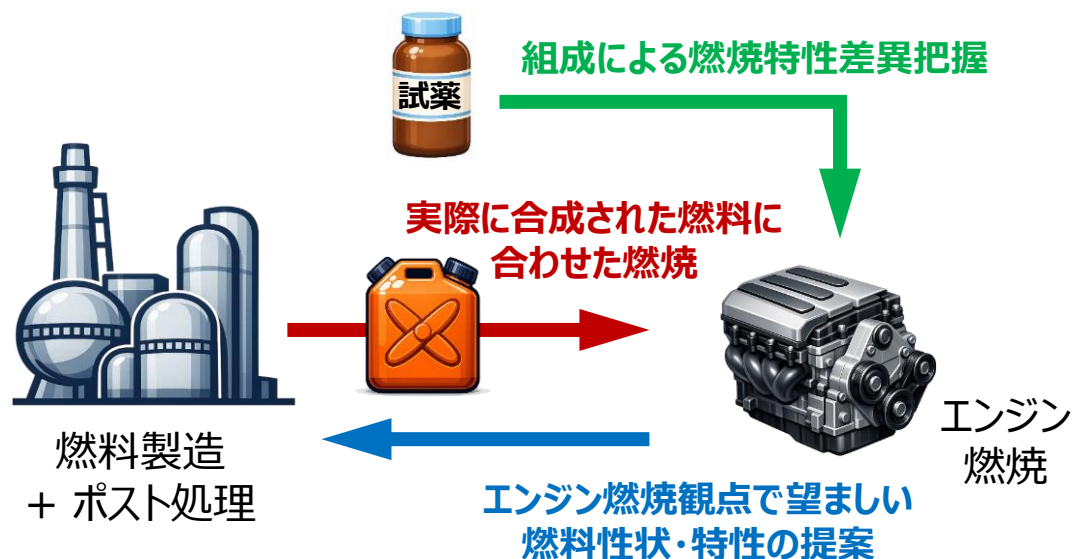 組成による燃焼特性差異把握
試薬
実際に合成された燃料に
合わせた燃焼
燃料製造
+ ポスト処理
エンジン
燃焼
エンジン燃焼観点で望ましい
燃料性状・特性の提案